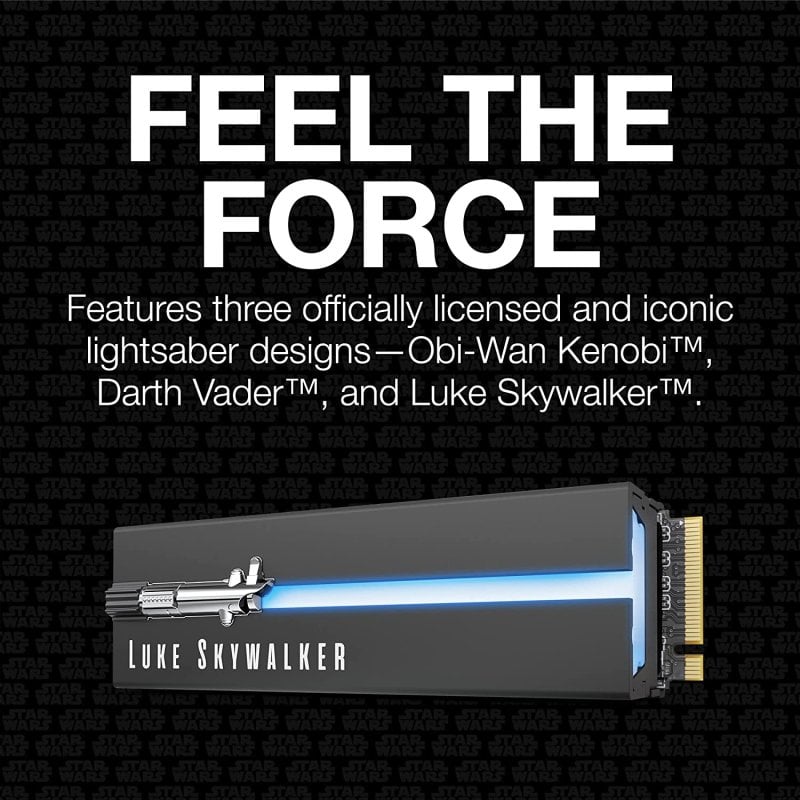 FEEL THE
FORCE
Features three officially licensed and iconic
lightsaber designs—Obi-Wan Kenobi™,
Darth Vader™, and Luke Skywalker™.
LUKE SKYWALKER